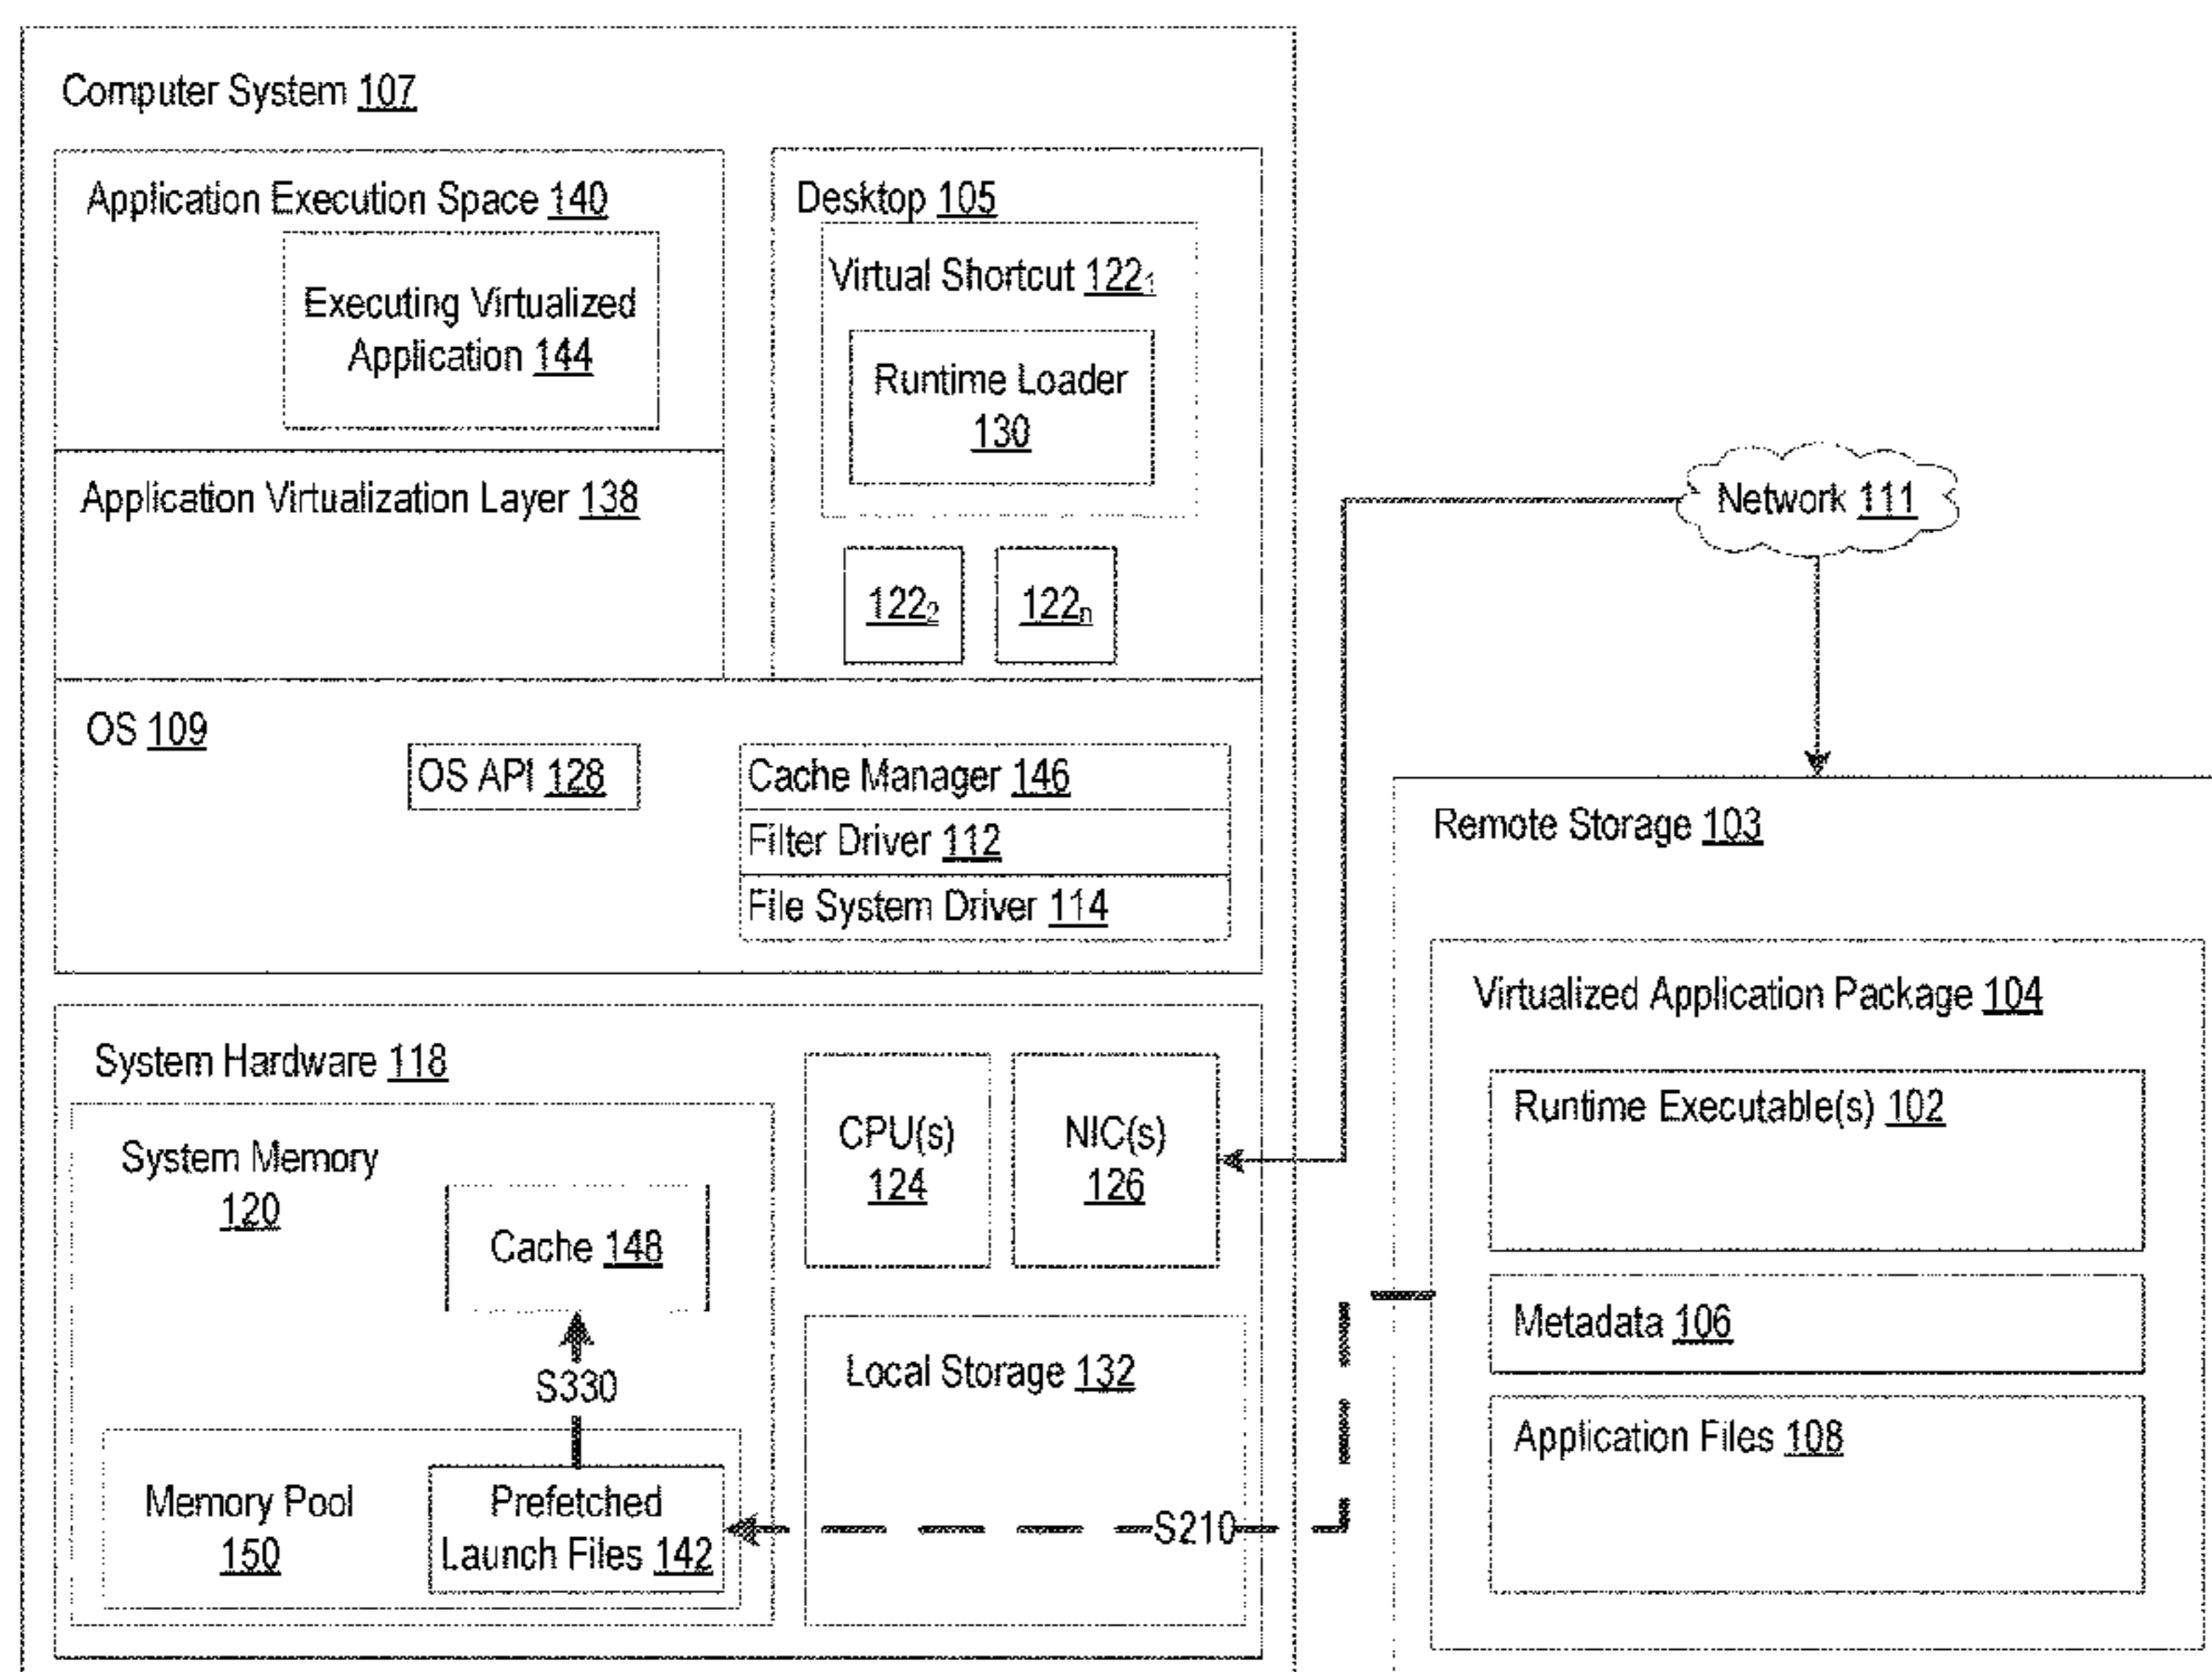 Computer System 107
Application Execution Space 140
Executing Virtualized
Application 144
Application Virtualization Layer 138
Desktop 105
Virtual Shortcut 122₁
Runtime Loader
130
122₂
122ₙ
OS 109
OS API 128
Cache Manager 146
Filter Driver 112
File System Driver 114
System Hardware 118
System Memory
120
Cache 148
S330
Memory Pool
150
Prefetched
Launch Files 142
CPU(s)
124
NIC(s)
126
Local Storage 132
S210
Network 111
Remote Storage 103
Virtualized Application Package 104
Runtime Executable(s) 102
Metadata 106
Application Files 108